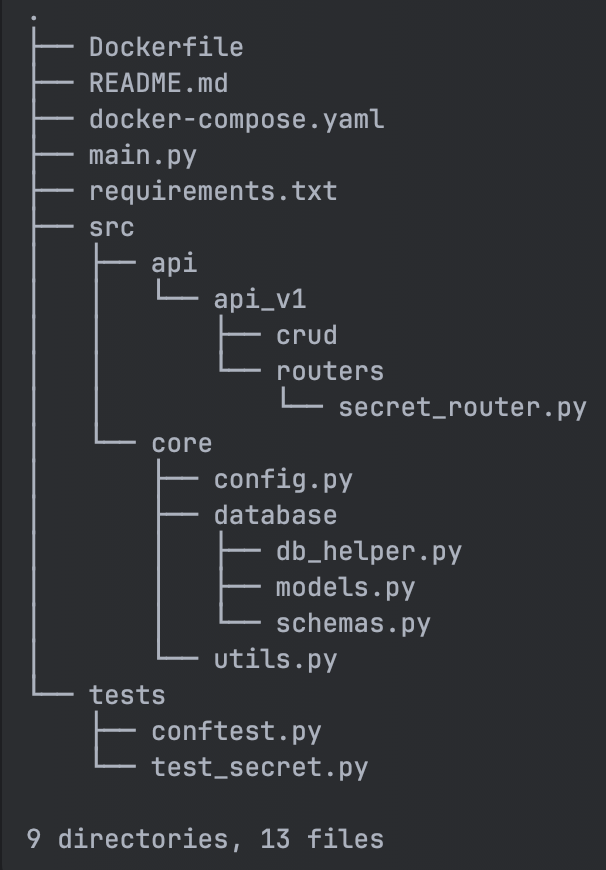 .
├── Dockerfile
├── README.md
├── docker-compose.yaml
├── main.py
├── requirements.txt
├── src
│   ├── api
│   │   └── api_v1
│   │       ├── crud
│   │       └── routers
│   │           └── secret_router.py
│   └── core
│       ├── config.py
│       ├── database
│       │   ├── db_helper.py
│       │   ├── models.py
│       │   └── schemas.py
│       └── utils.py
└── tests
    ├── conftest.py
    └── test_secret.py

9 directories, 13 files